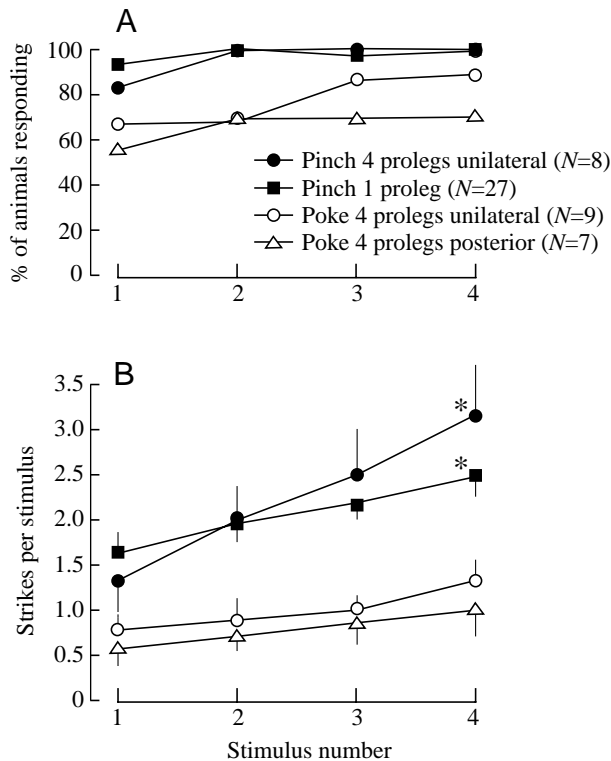 A
% of animals responding
100
80
60
40
20
0
Pinch 4 prolegs unilateral (N=8)
Pinch 1 proleg (N=27)
Poke 4 prolegs unilateral (N=9)
Poke 4 prolegs posterior (N=7)
1 2 3 4
B
Strikes per stimulus
3.5
3.0
2.5
2.0
1.5
1.0
0.5
0
*
*
1 2 3 4
Stimulus number